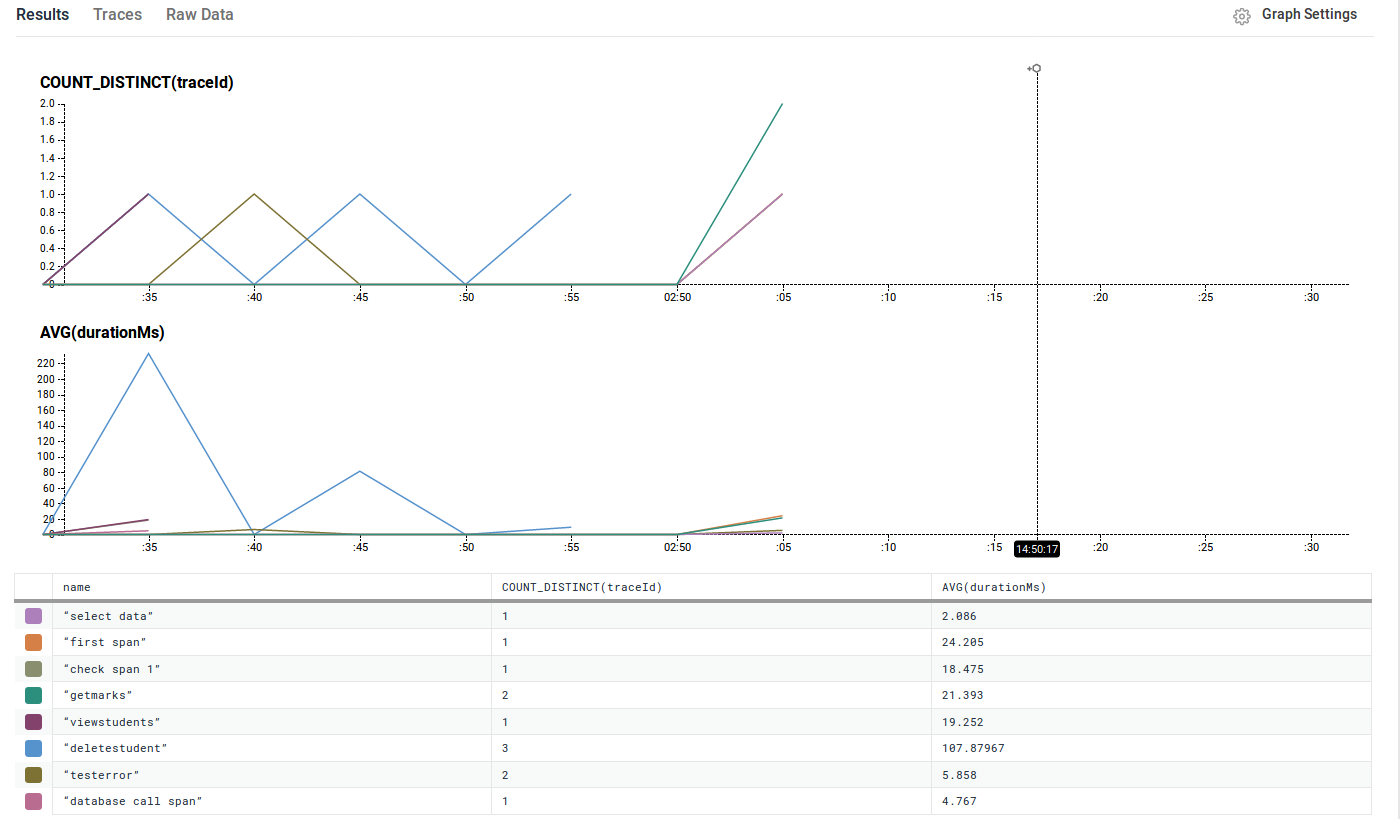 Results Traces Raw Data Graph Settings
COUNT_DISTINCT(traceId)
2.0
1.8
1.6
1.4
1.2
1.0
0.8
0.6
0.4
0.2
0
:35 :40 :45 :50 :55 02:50 :05 :10 :15 :20 :25 :30
AVG(durationMs)
220
200
180
160
140
120
100
80
60
40
20
0
:35 :40 :45 :50 :55 02:50 :05 :10 :15 14:50:17 :20 :25 :30
name COUNT_DISTINCT(traceId) AVG(durationMs)
“select data” 1 2.086
“first span” 1 24.205
“check span 1” 1 18.475
“getmarks” 2 21.393
“viewstudents” 1 19.252
“deletestudent” 3 107.87967
“testerror” 2 5.858
“database call span” 1 4.767